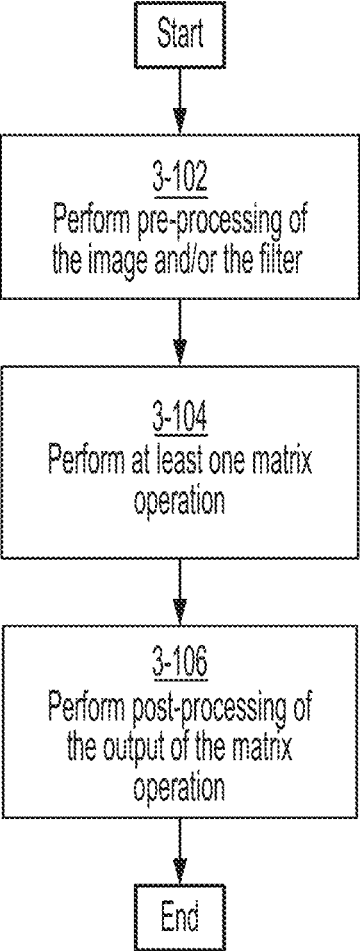 Start
3-102
Perform pre-processing of
the image and/or the filter
3-104
Perform at least one matrix
operation
3-106
Perform post-processing of
the output of the matrix
operation
End